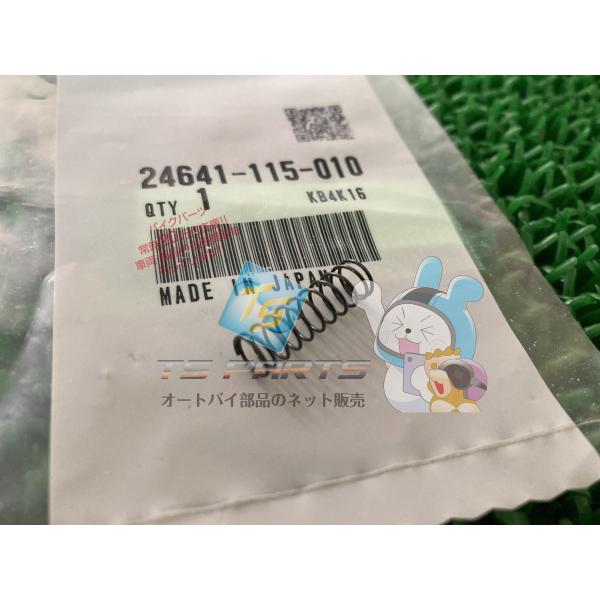 24641-115-010
QTY 1 KB4K16
バイクパーツ
MADE IN JAPAN
TS PARTS
オートバイ部品のネット販売